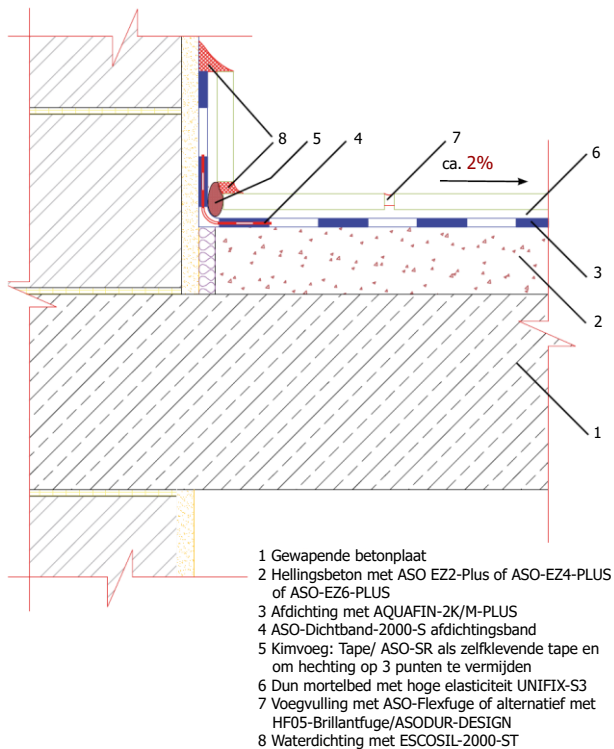 8 5 4 7
ca. 2%
6
3
2
1
1 Gewapende betonplaat
2 Hellingsbeton met ASO EZ2-Plus of ASO-EZ4-PLUS
of ASO-EZ6-PLUS
3 Afdichting met AQUAFIN-2K/M-PLUS
4 ASO-Dichtband-2000-S afdichtingsband
5 Kimvoeg: Tape/ ASO-SR als zelfklevende tape en
om hechting op 3 punten te vermijden
6 Dun mortelbed met hoge elasticiteit UNIFIX-S3
7 Voegvulling met ASO-Flexfuge of alternatief met
HF05-Brillantfuge/ASODUR-DESIGN
8 Waterdichting met ESCOSIL-2000-ST